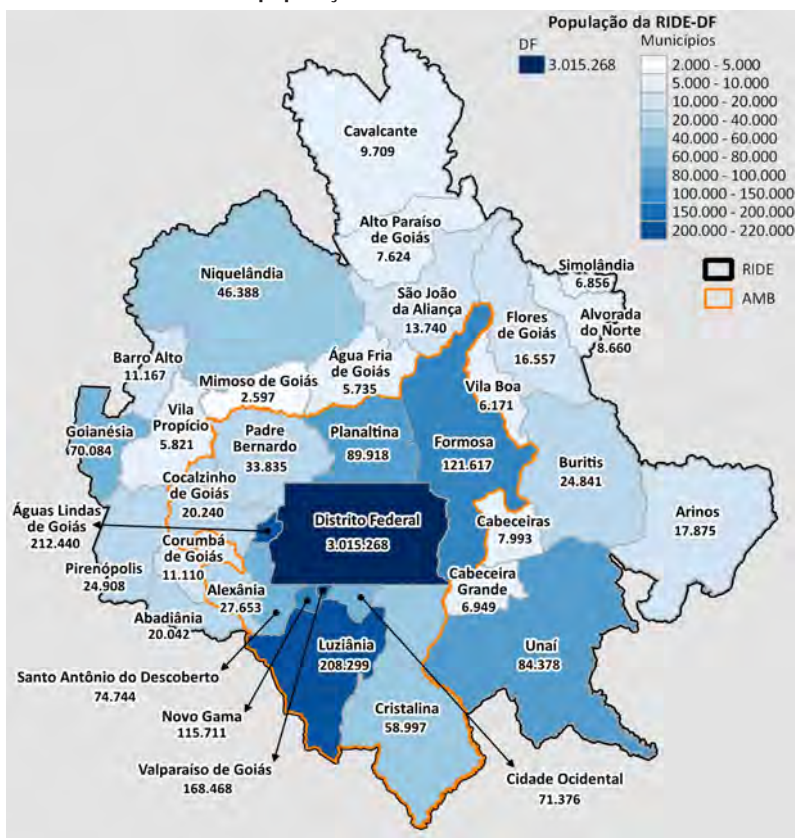 População da RIDE-DF
DF
3.015.268
Municípios
2.000 - 5.000
5.000 - 10.000
10.000 - 20.000
20.000 - 40.000
40.000 - 60.000
60.000 - 80.000
80.000 - 100.000
100.000 - 150.000
150.000 - 200.000
200.000 - 220.000
RIDE
AMB
Cavalcante
9.709
Alto Paraíso
de Goiás
7.624
Niquelândia
46.388
São João
da Aliança
13.740
Simolândia
6.856
Flores
de Goiás
16.557
Alvorada
do Norte
8.660
Barro Alto
11.167
Água Fria
de Goiás
5.735
Mimoso de Goiás
2.597
Vila Boa
6.171
Vila
Propício
5.821
Goianésia
70.084
Padre
Bernardo
33.835
Planaltina
89.918
Formosa
121.617
Buritis
24.841
Cocalzinho
de Goiás
20.240
Arinos
17.875
Águas Lindas
de Goiás
212.440
Distrito Federal
3.015.268
Cabeceiras
7.993
Corumbá
de Goiás
11.110
Pirenópolis
24.908
Cabeceira
Grande
6.949
Alexânia
27.653
Abadiânia
20.042
Luziânia
208.299
Unaí
84.378
Santo Antônio do Descoberto
74.744
Cristalina
58.997
Novo Gama
115.711
Valparaíso de Goiás
168.468
Cidade Ocidental
71.376